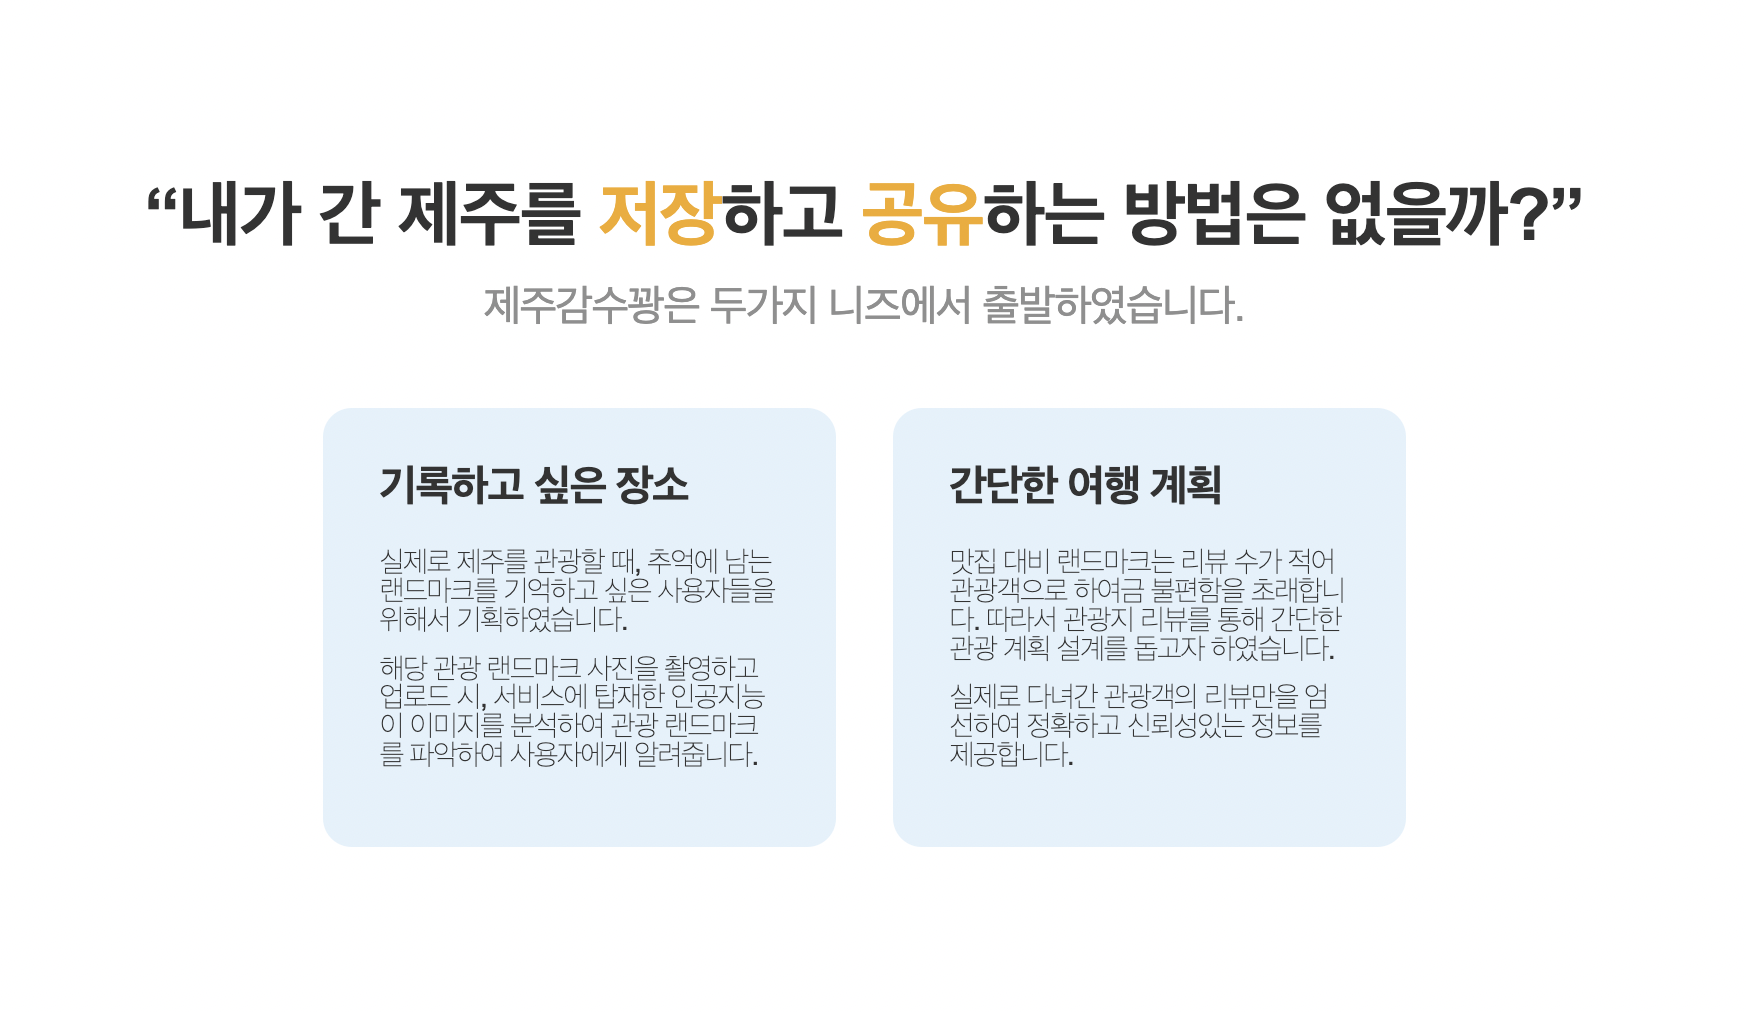 “내가 간 제주를 저장하고 공유하는 방법은 없을까?”
제주감수꽝은 두가지 니즈에서 출발하였습니다.
기록하고 싶은 장소
실제로 제주를 관광할 때, 추억에 남는
랜드마크를 기억하고 싶은 사용자들을
위해서 기획하였습니다.
해당 관광 랜드마크 사진을 촬영하고
업로드 시, 서비스에 탑재한 인공지능
이 이미지를 분석하여 관광 랜드마크
를 파악하여 사용자에게 알려줍니다.
간단한 여행 계획
맛집 대비 랜드마크는 리뷰 수가 적어
관광객으로 하여금 불편함을 초래합니
다. 따라서 관광지 리뷰를 통해 간단한
관광 계획 설계를 돕고자 하였습니다.
실제로 다녀간 관광객의 리뷰만을 엄
선하여 정확하고 신뢰성있는 정보를
제공합니다.